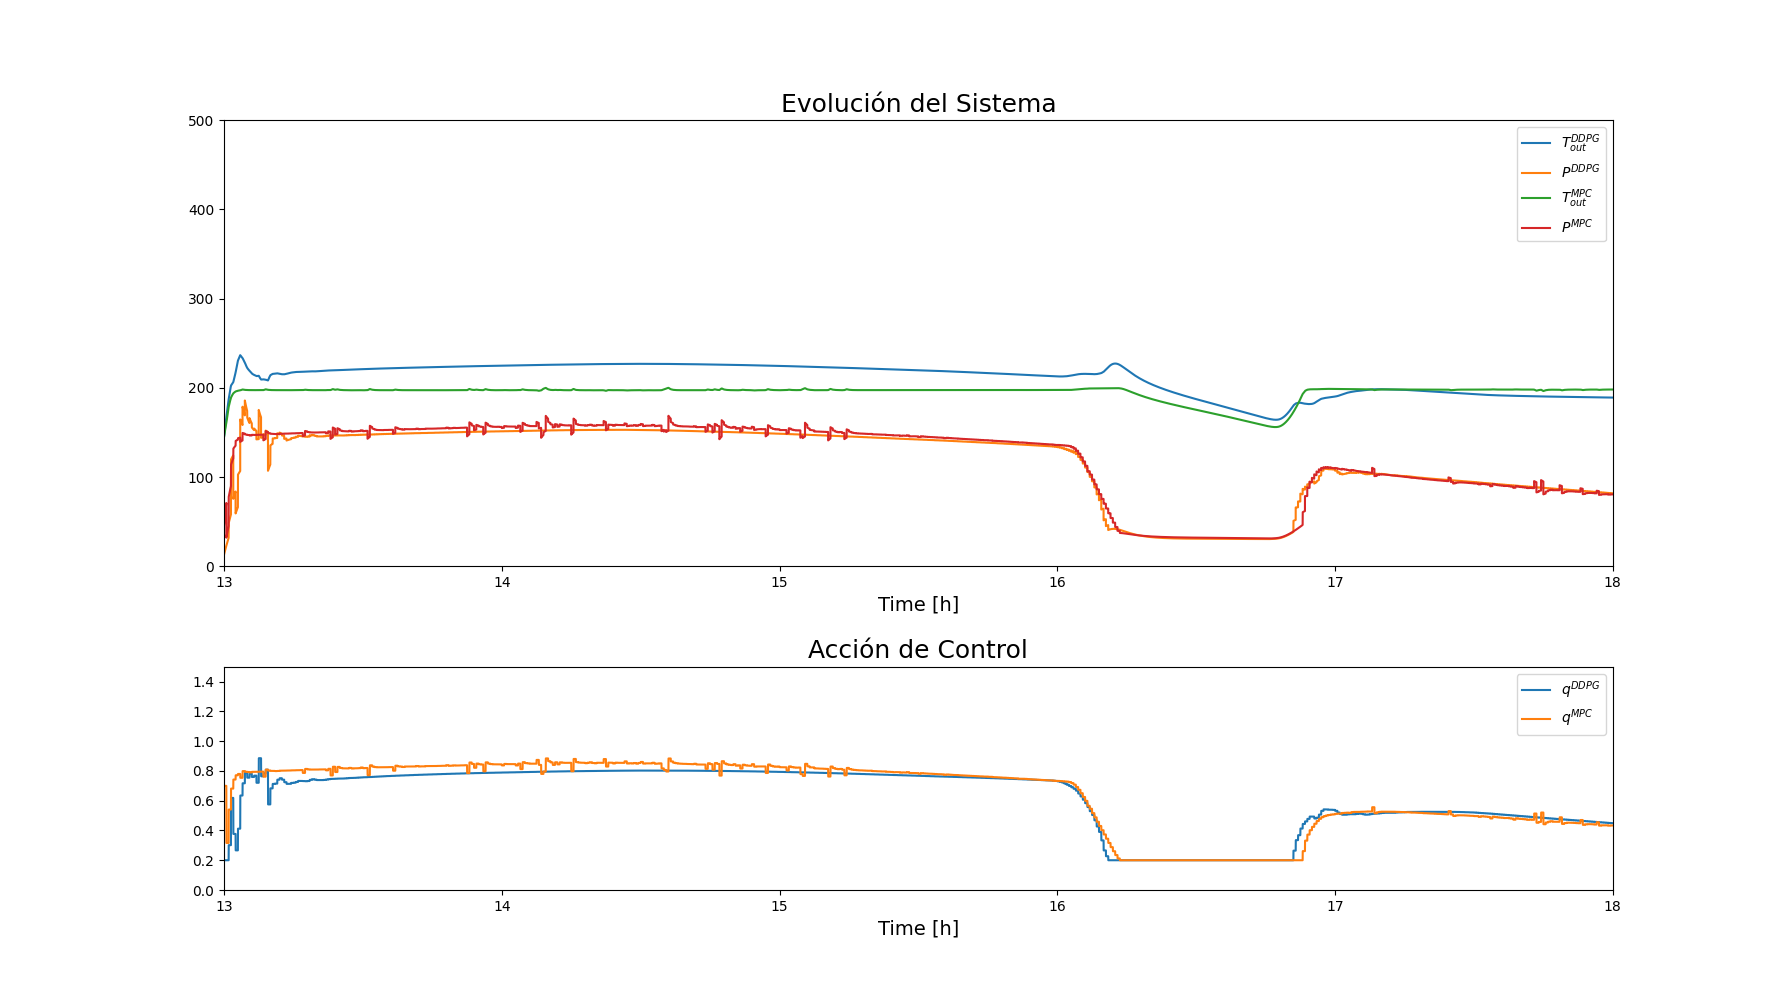 Evolución del Sistema
500
400
300
200
100
0
T_out^DDPG
P^DDPG
T_out^MPC
P^MPC
13 14 15 16 17 18
Time [h]
Acción de Control
1.4
1.2
1.0
0.8
0.6
0.4
0.2
0.0
q^DDPG
q^MPC
13 14 15 16 17 18
Time [h]